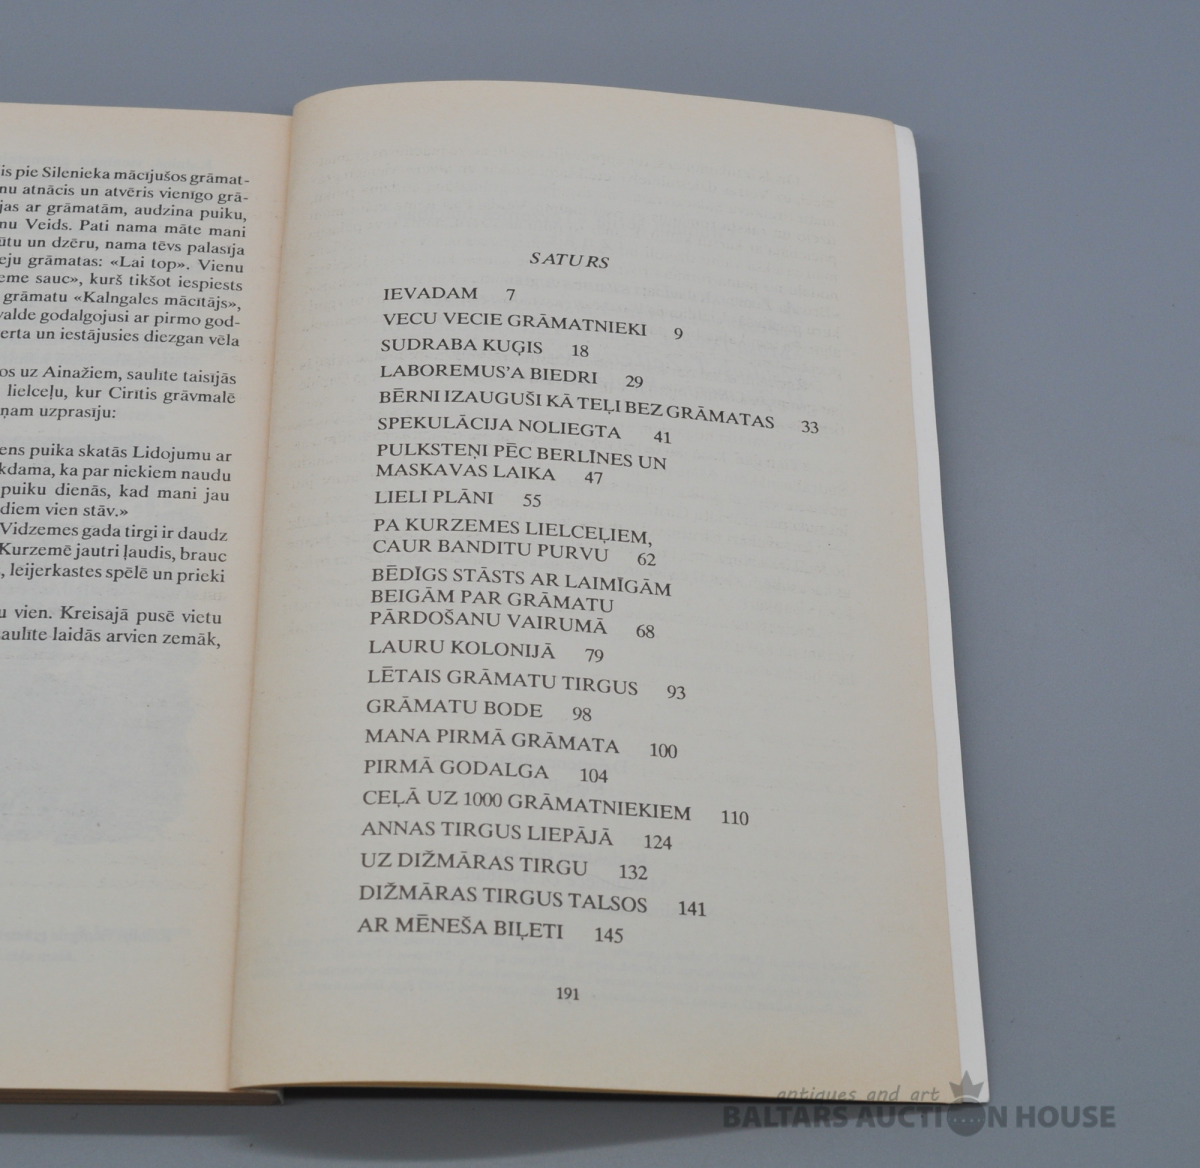 is pie Silenieka mācījušos grāmat-
nu atnācis un atvēris vienīgo grā-
jas ar grāmatām, audzina puiku,
nu Veids. Pati nama māte mani
ūtu un dzēru, nama tēvs palasīja
eju grāmatas: «Lai top». Vienu
eme sauc», kurš tikšot iespiests
grāmatu «Kalngales mācītājs»,
valde godalgojusi ar pirmo god-
erta un iestājusies diezgan vēla
os uz Ainažiem, saulīte taisījās
lielceļu, kur Cirītis grāvmalē
ņam uzprasīju:
ens puika skatās Lidojumu ar
kdama, ka par niekiem naudu
puiku dienās, kad mani jau
diem vien stāv.»
Vidzemes gada tirgi ir daudz
Kurzemē jautri ļaudis, brauc
, leijerkastes spēlē un prieki
u vien. Kreisajā pusē vietu
aulīte laidās arvien zemāk,
SATURS
IEVADAM 7
VECU VECIE GRĀMATNIEKI 9
SUDRABA KUĢIS 18
LABOREMUS'A BIEDRI 29
BĒRNI IZAUGUŠI KĀ TEĻI BEZ GRĀMATAS 33
SPEKULĀCIJA NOLIEGTA 41
PULKSTEŅI PĒC BERLĪNES UN
MASKAVAS LAIKA 47
LIELI PLĀNI 55
PA KURZEMES LIELCEĻIEM,
CAUR BANDITU PURVU 62
BĒDĪGS STĀSTS AR LAIMĪGĀM
BEIGĀM PAR GRĀMATU
PĀRDOŠANU VAIRUMĀ 68
LAURU KOLONIJĀ 79
LĒTAIS GRĀMATU TIRGUS 93
GRĀMATU BODE 98
MANA PIRMĀ GRĀMATA 100
PIRMĀ GODALGA 104
CEĻĀ UZ 1000 GRĀMATNIEKIEM 110
ANNAS TIRGUS LIEPĀJĀ 124
UZ DIŽMĀRAS TIRGU 132
DIŽMĀRAS TIRGUS TALSOS 141
AR MĒNEŠA BIĻETI 145
191
antiques and art
BALTARS AUCTION HOUSE